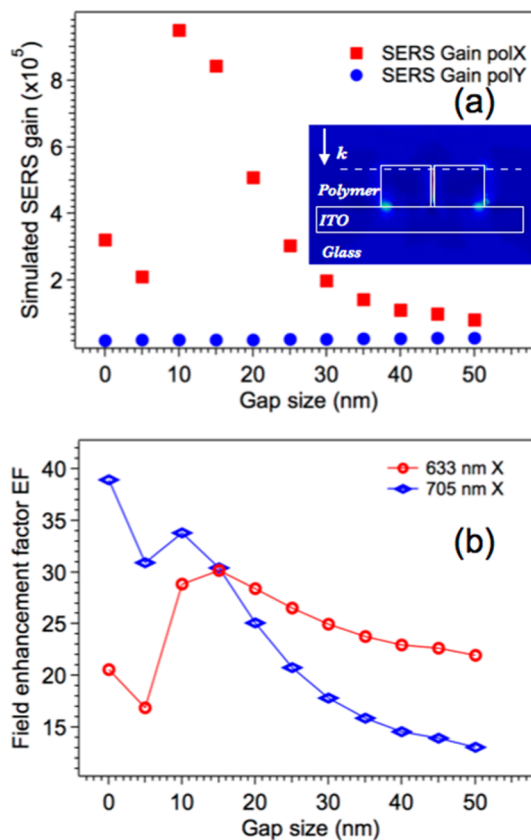 Simulated SERS gain (x10⁵)
8
6
4
2
SERS Gain polX
SERS Gain polY
(a)
k
Polymer
ITO
Glass
0 10 20 30 40 50
Gap size (nm)
Field enhancement factor EF
40
35
30
25
20
15
633 nm X
705 nm X
(b)
0 10 20 30 40 50
Gap size (nm)